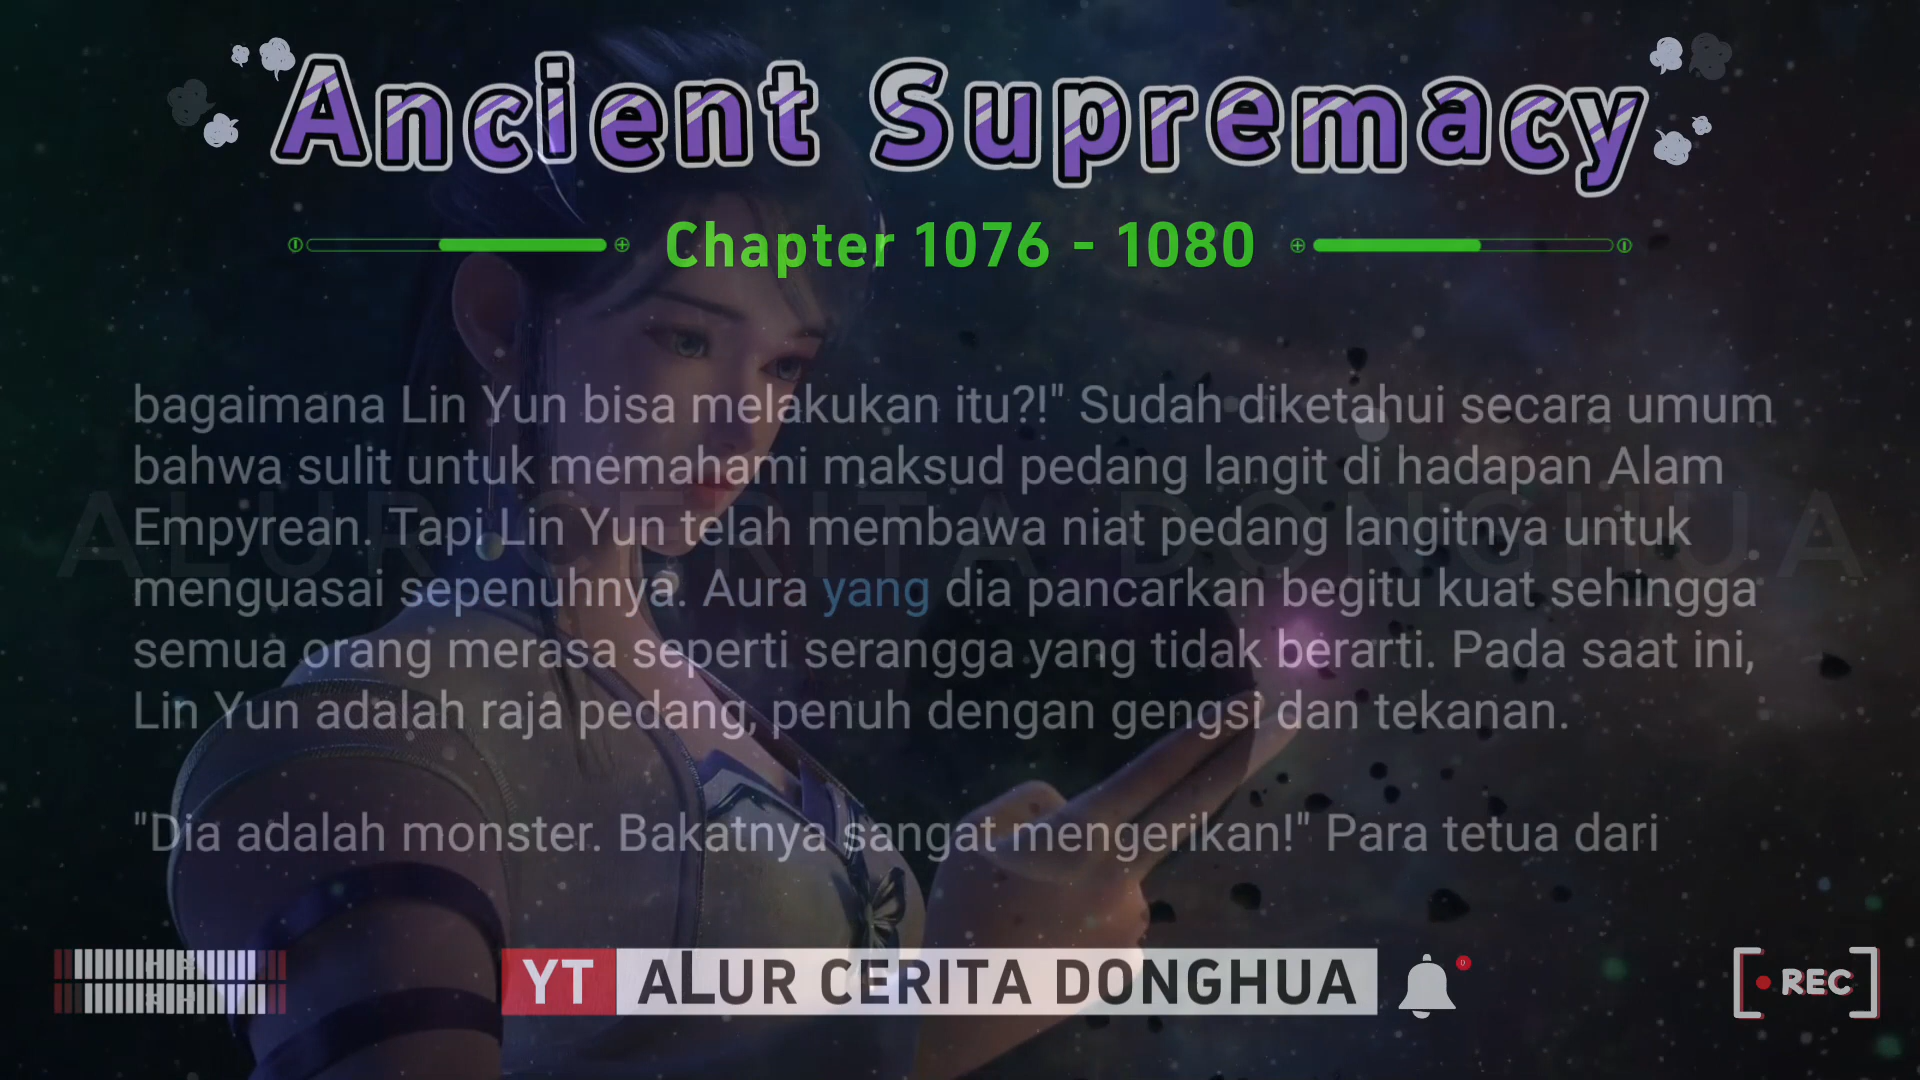 Ancient Supremacy
Chapter 1076 - 1080
bagaimana Lin Yun bisa melakukan itu?!" Sudah diketahui secara umum
bahwa sulit untuk memahami maksud pedang langit di hadapan Alam
Empyrean. Tapi Lin Yun telah membawa niat pedang langitnya untuk
menguasai sepenuhnya. Aura yang dia pancarkan begitu kuat sehingga
semua orang merasa seperti serangga yang tidak berarti. Pada saat ini,
Lin Yun adalah raja pedang, penuh dengan gengsi dan tekanan.
"Dia adalah monster. Bakatnya sangat mengerikan!" Para tetua dari
ALUR CERITA DONGHUA
YT ALUR CERITA DONGHUA
REC